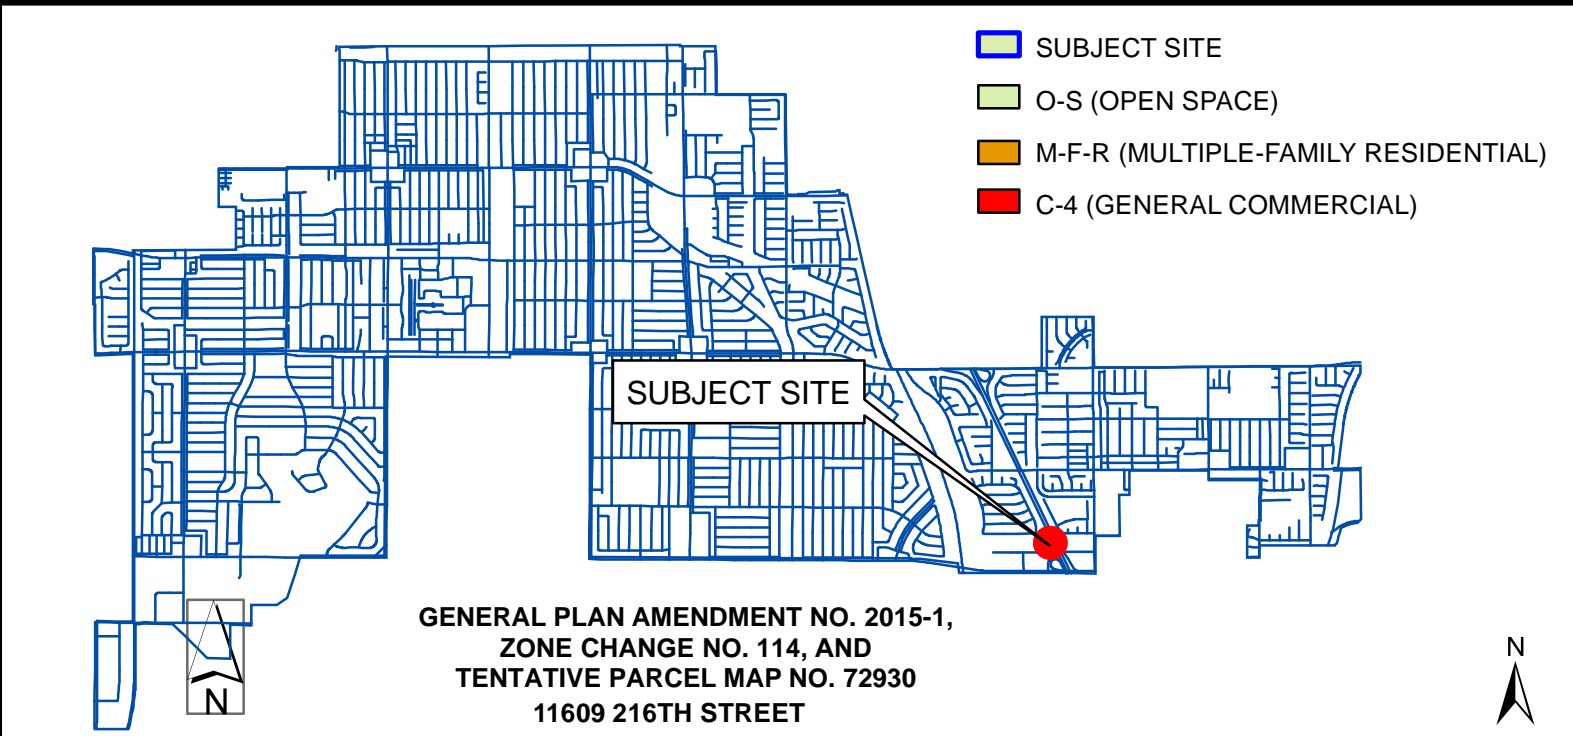 SUBJECT SITE
O-S (OPEN SPACE)
M-F-R (MULTIPLE-FAMILY RESIDENTIAL)
C-4 (GENERAL COMMERCIAL)
SUBJECT SITE
GENERAL PLAN AMENDMENT NO. 2015-1,
ZONE CHANGE NO. 114, AND
TENTATIVE PARCEL MAP NO. 72930
11609 216TH STREET
N
N